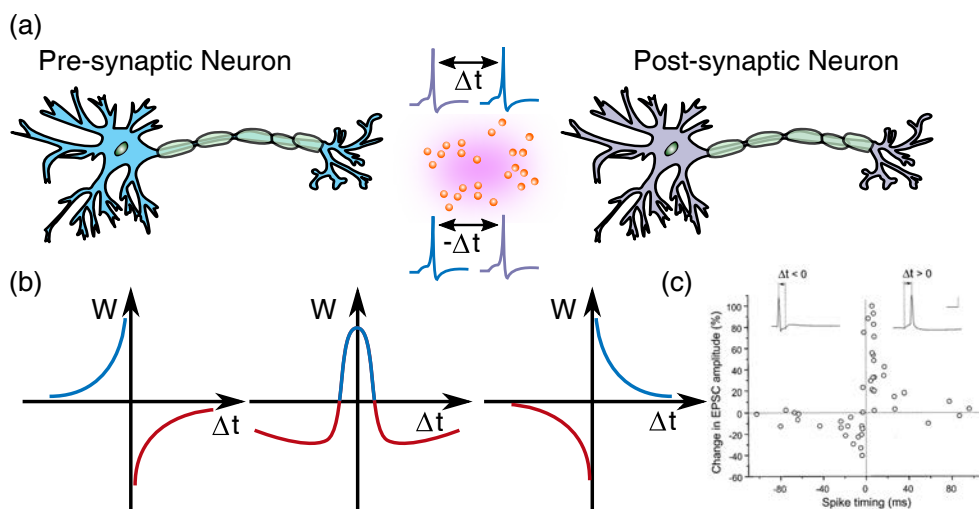 (a)
Pre-synaptic Neuron
Δt
Post-synaptic Neuron
-Δt
(b)
W
Δt
W
Δt
W
Δt
(c)
Δt < 0
Δt > 0
Change in EPSC amplitude (%)
100
80
60
40
20
0
-20
-40
-60
-80
-40
0
40
80
Spike timing (ms)